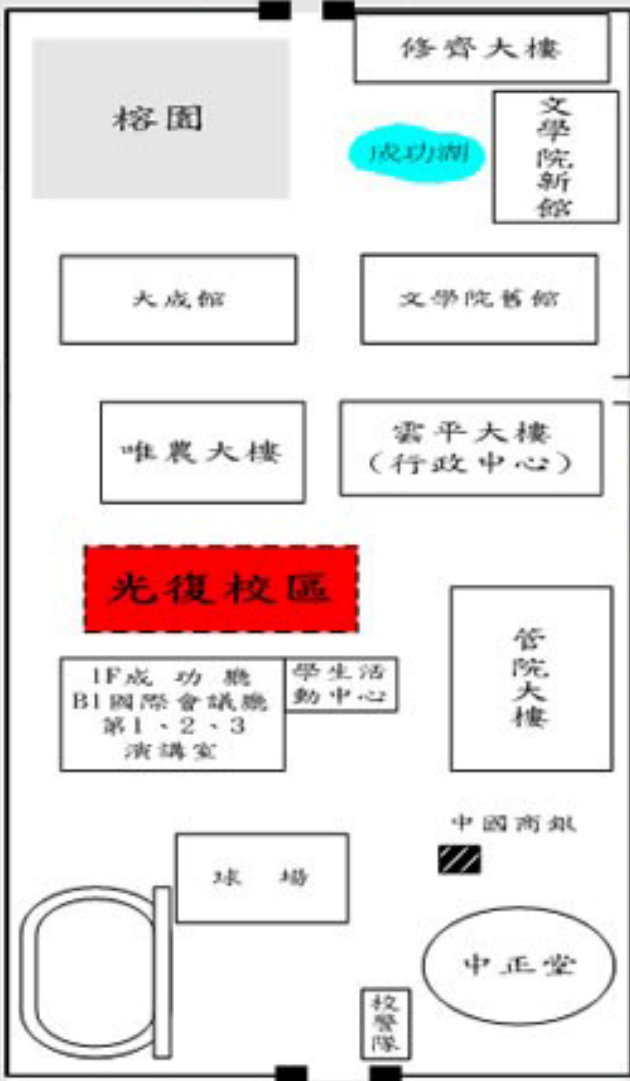 修齊大樓
榕園
成功湖
文學院新館
大成館
文學院舊館
唯農大樓
雲平大樓
(行政中心)
光復校區
1F成 功 廳
B1國際會議廳
第1、2、3
演講室
學生活
動中心
管院大樓
中國商銀
球 場
中正堂
校警隊